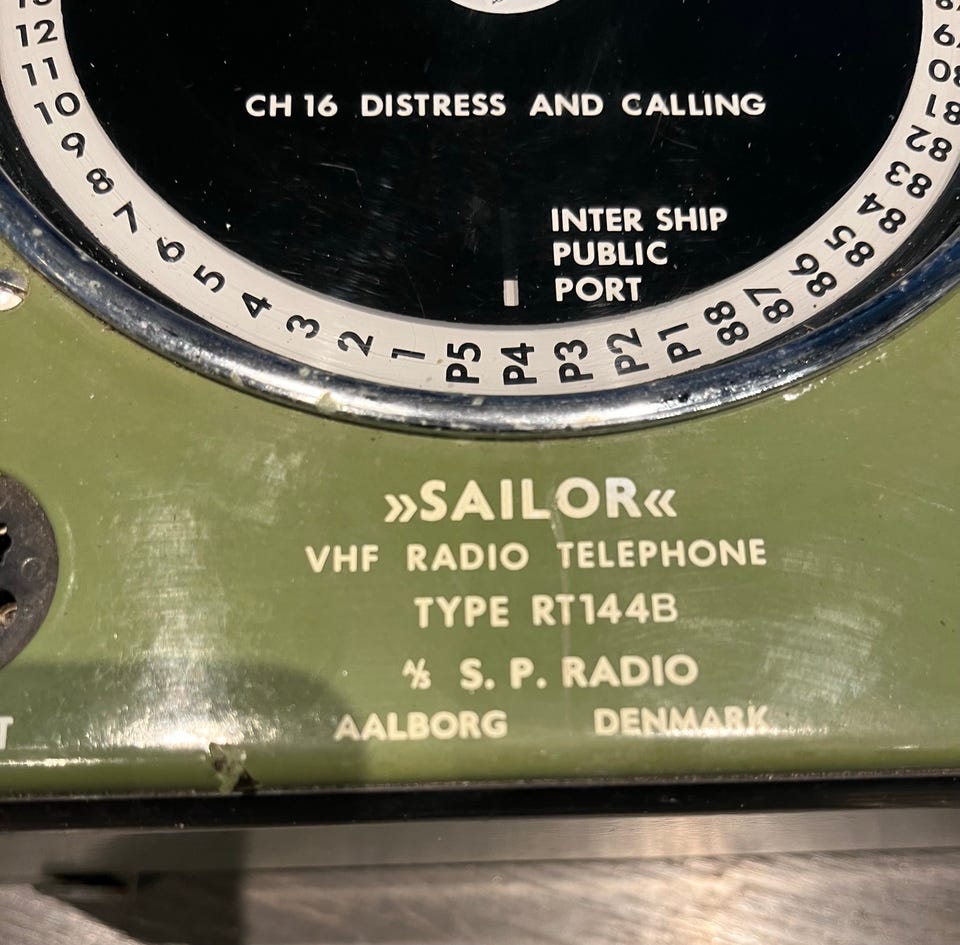 CH 16 DISTRESS AND CALLING
INTER SHIP
PUBLIC
PORT
12
11
10
9
8
7
6
5
4
3
2
1
P5
P4
P3
P2
P1
88
87
86
85
84
83
82
81
80
»SAILOR«
VHF RADIO TELEPHONE
TYPE RT144B
A/S S. P. RADIO
AALBORG DENMARK
T